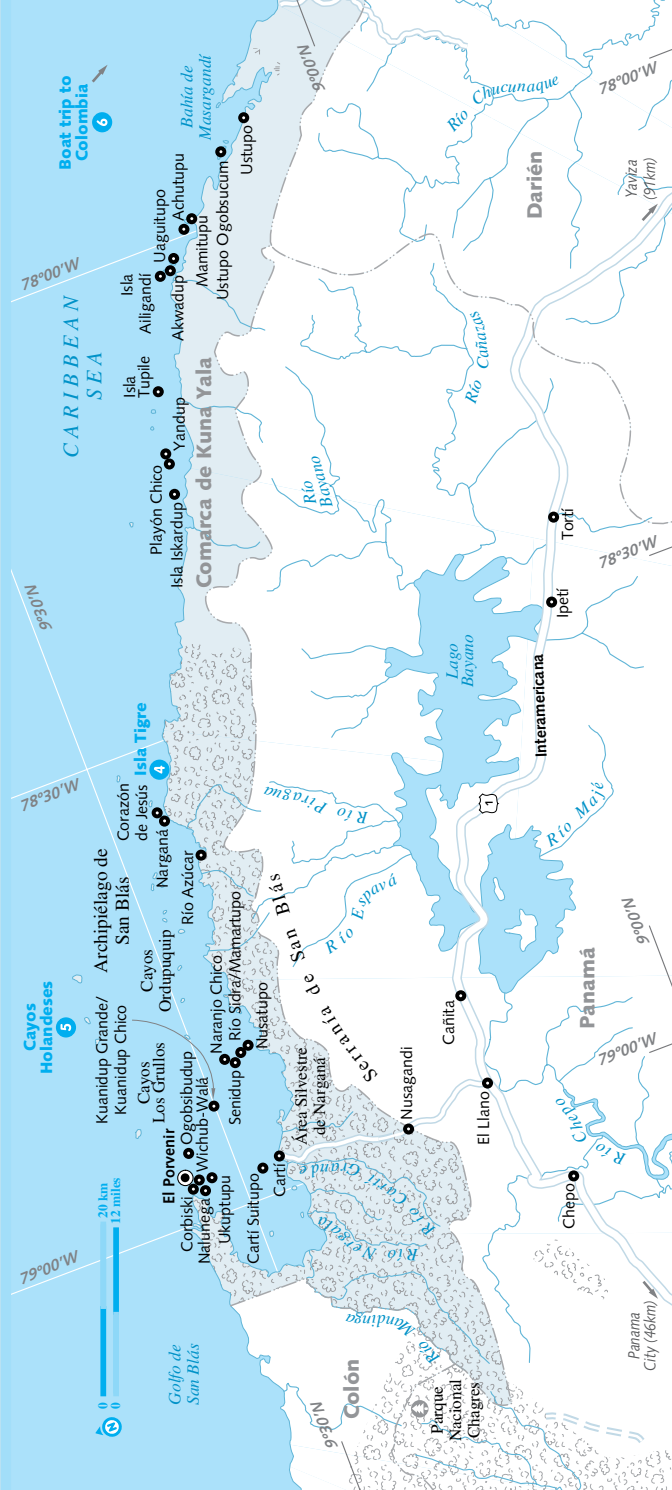 Boat trip to
Colombia
6
Bahía de
Masargandí
Ustupo
Ustupo Ogobsucum
Mamitupu
Achutupu
Uaguitupo
Akwadup
Isla
Ailigandí
78°00'W
CARIBBEAN
SEA
Isla
Tupile
Yandup
Playón Chico
Isla Iskardup
Comarca de Kuna Yala
9°00'N
Río Chucunaque
78°00'W
Darién
Yaviza
(91km)
Río Cañazas
Río
Bayano
Tortí
78°30'W
Ipetí
Interamericana
Lago
Bayano
1
Río Majé
9°30'N
78°30'W
Isla Tigre
4
Corazón
de Jesús
Narganá
Río Azúcar
Archipiélago de
San Blás
Cayos
Ordupuquip
Cayos
Holandeses
5
Kuanidup Grande/
Kuanidup Chico
Cayos
Los Grullos
Naranjo Chico
Río Sidra/Mamartupo
Senidup
Nusatupo
Río Piragua
Río Espavá
Serranía de San Blás
Área Silvestre
de Narganá
Ogobsibudup
Wichub-Walá
El Porvenir
Corbiski
Nalunega
Ukuptupu
Cartí Suitupo
Cartí
Río Cartí Grande
Río Nergala
Río Mandinga
Nusagandi
El Llano
Cañita
Panamá
9°00'N
79°00'W
Río Chepo
Chepo
Panama
City (46km)
20 km
12 miles
0
0
N
79°00'W
Golfo de
San Blás
9°30'N
Colón
Parque
Nacional
Chagres